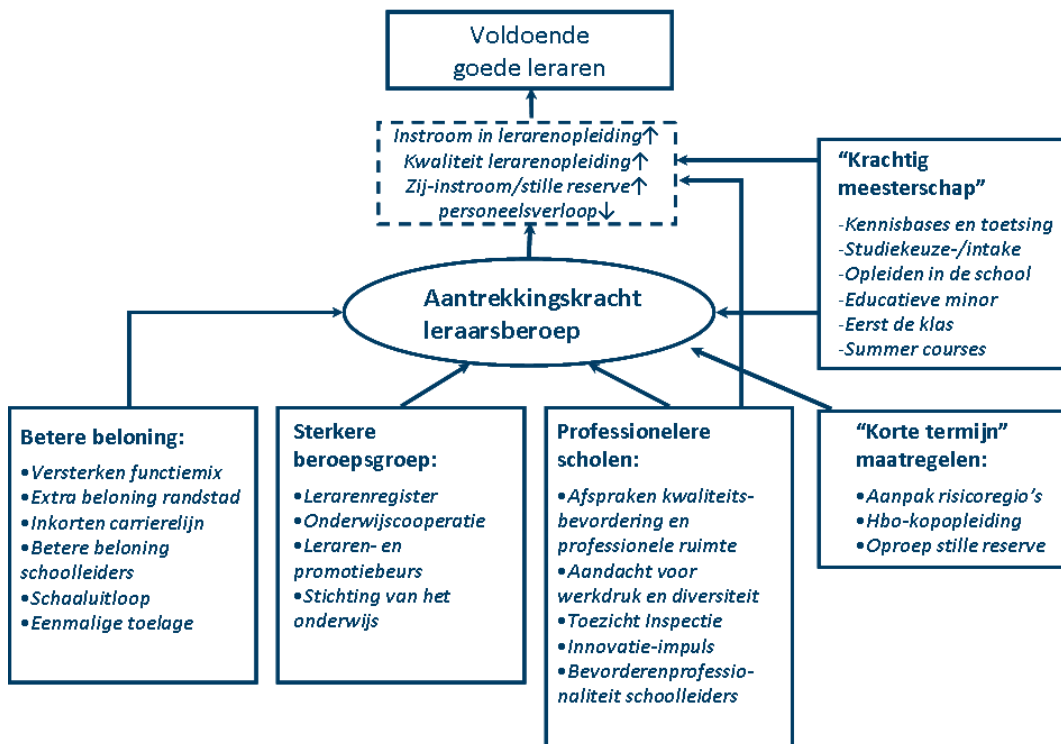 Voldoende
goede leraren
Instroom in lerarenopleiding↑
Kwaliteit lerarenopleiding↑
Zij-instroom/stille reserve↑
personeelsverloop↓
“Krachtig
meesterschap”
-Kennisbases en toetsing
-Studiekeuze-/intake
-Opleiden in de school
-Educatieve minor
-Eerst de klas
-Summer courses
Aantrekkingskracht
leraarsberoep
Betere beloning:
•Versterken functiemix
•Extra beloning randstad
•Inkorten carrierelijn
•Betere beloning
schoolleiders
•Schaaluitloop
•Eenmalige toelage
Sterkere
beroepsgroep:
•Lerarenregister
•Onderwijscooperatie
•Leraren- en
promotiebeurs
•Stichting van het
onderwijs
Professionelere
scholen:
•Afspraken kwaliteits-
bevordering en
professionele ruimte
•Aandacht voor
werkdruk en diversiteit
•Toezicht Inspectie
•Innovatie-impuls
•Bevorderenprofessio-
naliteit schoolleiders
“Korte termijn”
maatregelen:
•Aanpak risicoregio’s
•Hbo-kopopleiding
•Oproep stille reserve